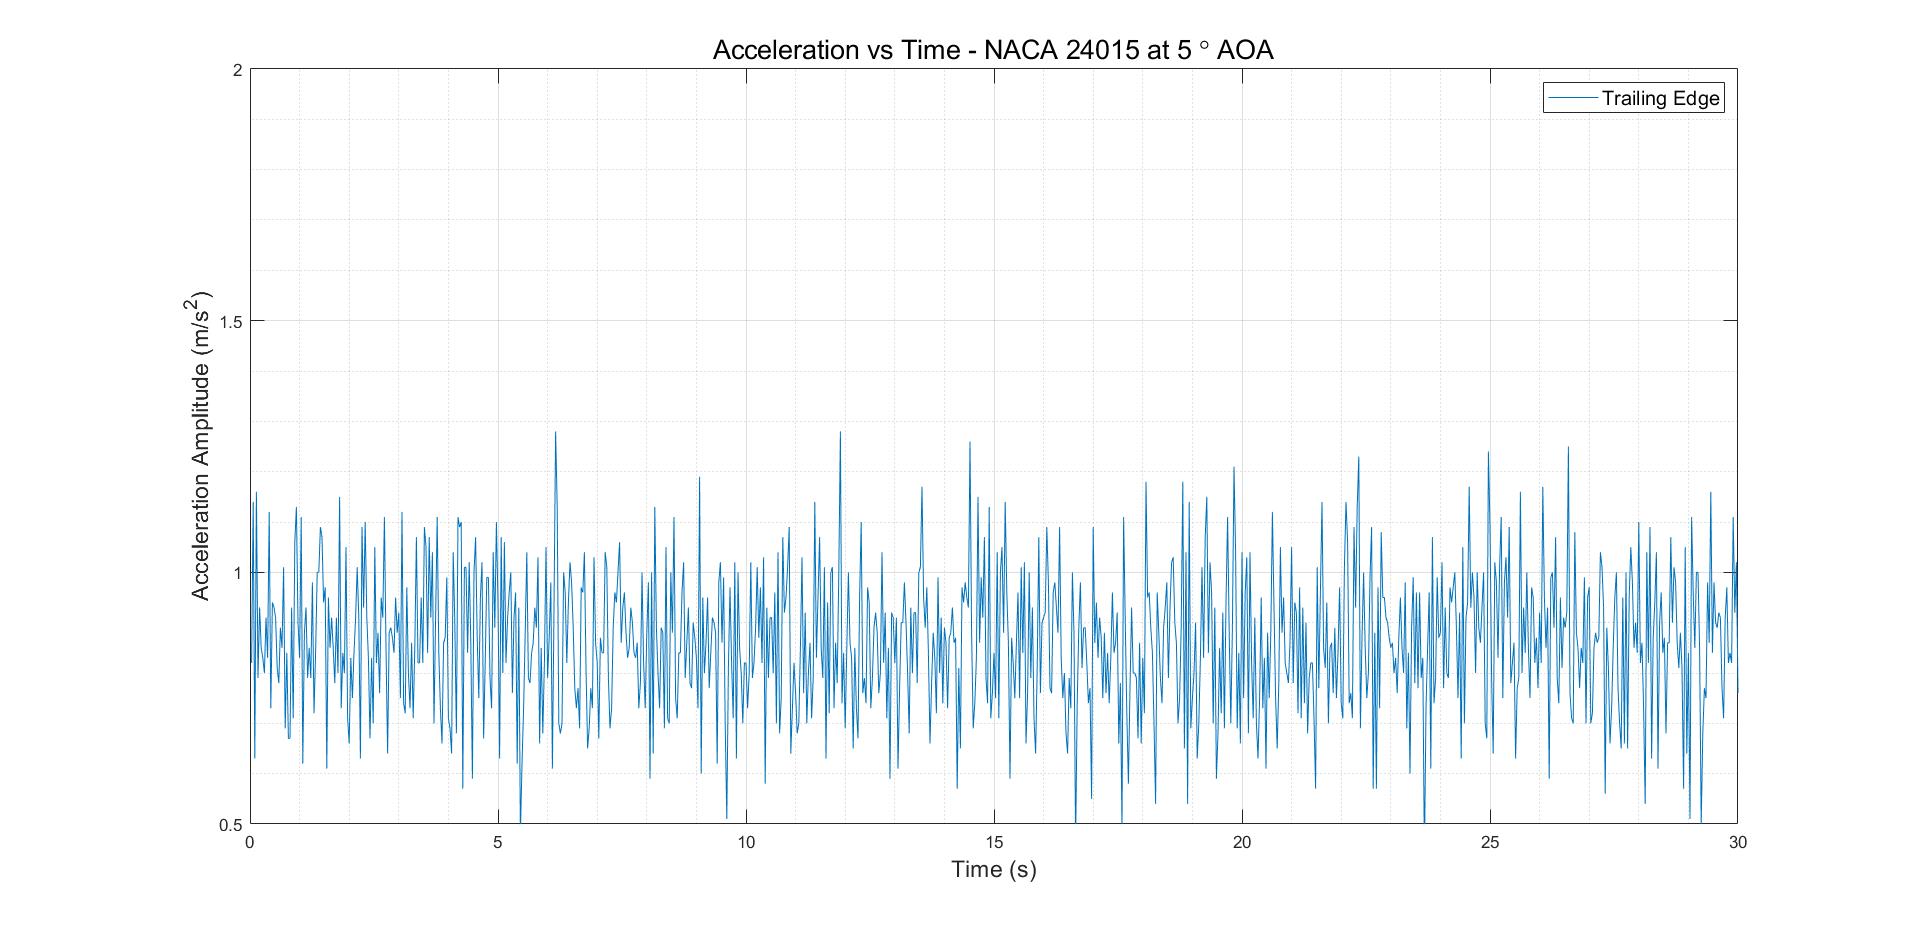 Acceleration vs Time - NACA 24015 at 5 ° AOA
Trailing Edge
Acceleration Amplitude (m/s²)
2
1.5
1
0.5
0 5 10 15 20 25 30
Time (s)